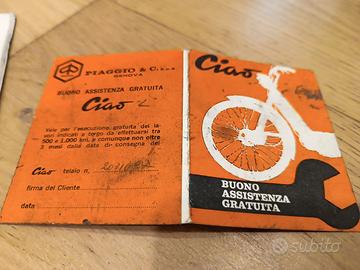 PIAGGIO & C. s.p.a.
GENOVA
BUONO ASSISTENZA GRATUITA
Ciao
Vale per l'esecuzione gratuita dei la-
vori indicati a tergo da effettuarsi tra
500 e 1.000 km. e comunque non oltre
3 mesi dalla data di consegna del
Ciao telaio n.
firma del Cliente
data
Ciao
BUONO
ASSISTENZA
GRATUITA
subito